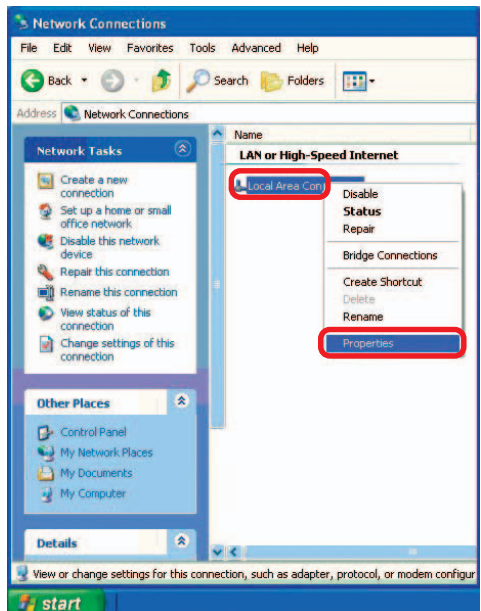 Network Connections
File Edit View Favorites Tools Advanced Help
Back Search Folders
Address Network Connections
Name
LAN or High-Speed Internet
Network Tasks
Create a new
connection
Set up a home or small
office network
Disable this network
device
Repair this connection
Rename this connection
View status of this
connection
Change settings of this
connection
Other Places
Control Panel
My Network Places
My Documents
My Computer
Details
Local Area Con
Disable
Status
Repair
Bridge Connections
Create Shortcut
Delete
Rename
Properties
View or change settings for this connection, such as adapter, protocol, or modem configur
start